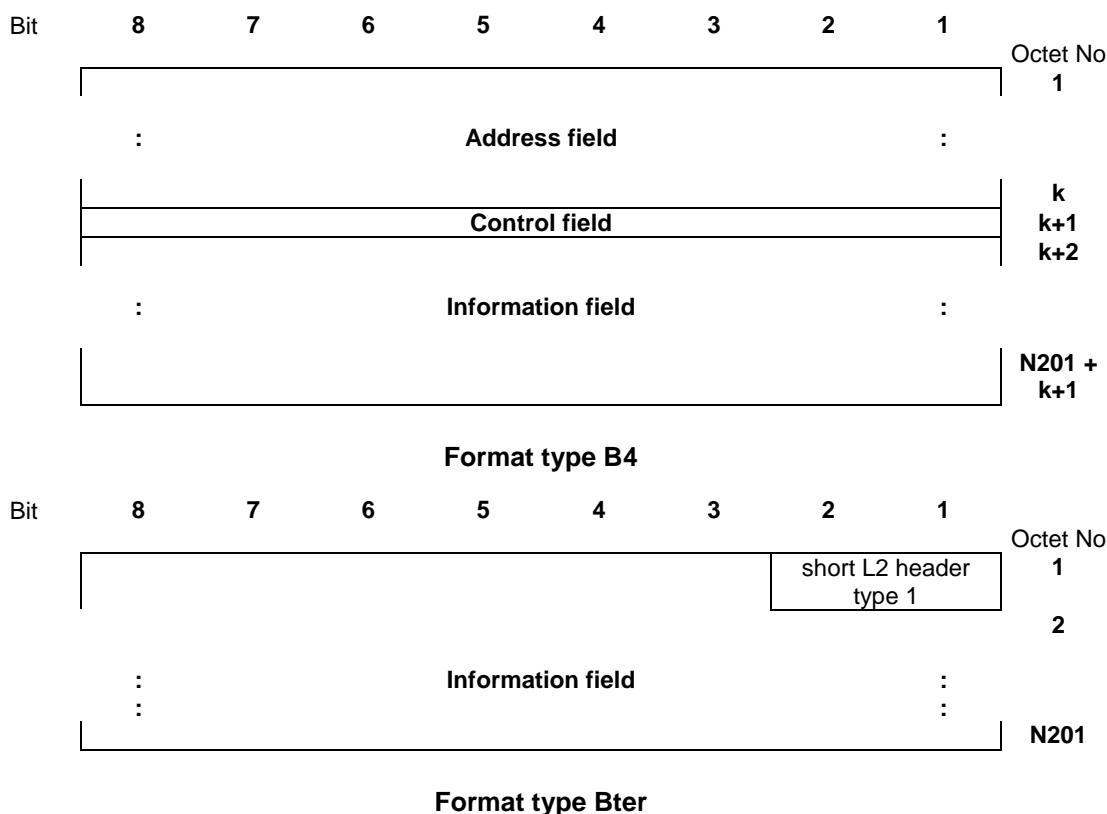 Bit 8 7 6 5 4 3 2 1
Octet No
1
: Address field :
k
Control field k+1
k+2
: Information field :
N201 +
k+1
Format type B4
Bit 8 7 6 5 4 3 2 1
Octet No
short L2 header 1
type 1
2
: Information field :
: :
N201
Format type Bter